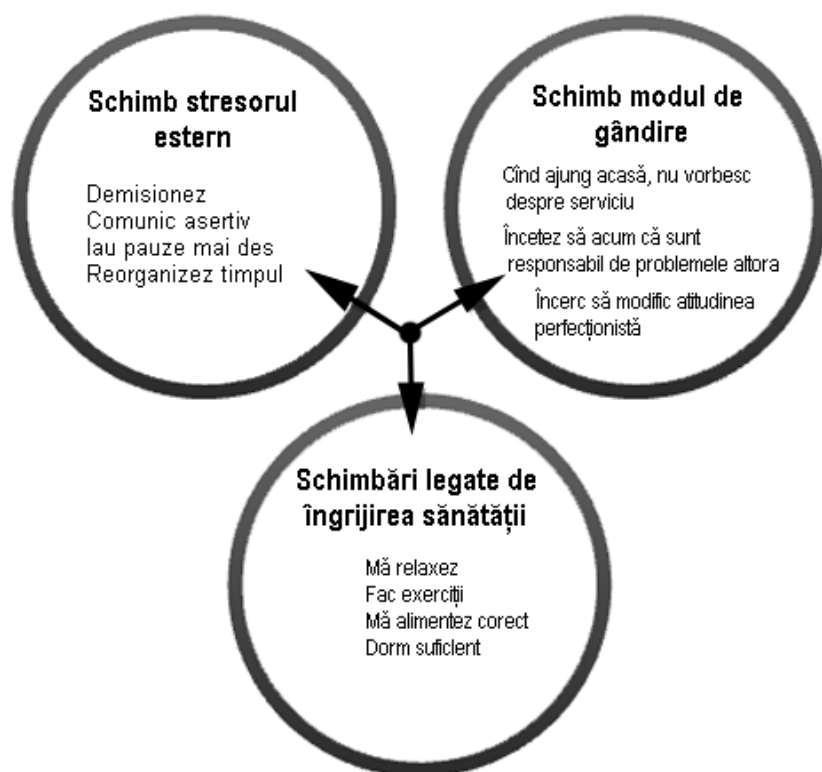 Schimb stresorul
estern
Demisionez
Comunic asertiv
Iau pauze mai des
Reorganizez timpul
Schimb modul de
gândire
Cînd ajung acasă, nu vorbesc
despre serviciu
Încetez să acum că sunt
responsabil de problemele altora
Încerc să modific atitudinea
perfecționistă
Schimbări legate de
îngrijirea sănătății
Mă relaxez
Fac exerciții
Mă alimentez corect
Dorm suficlent